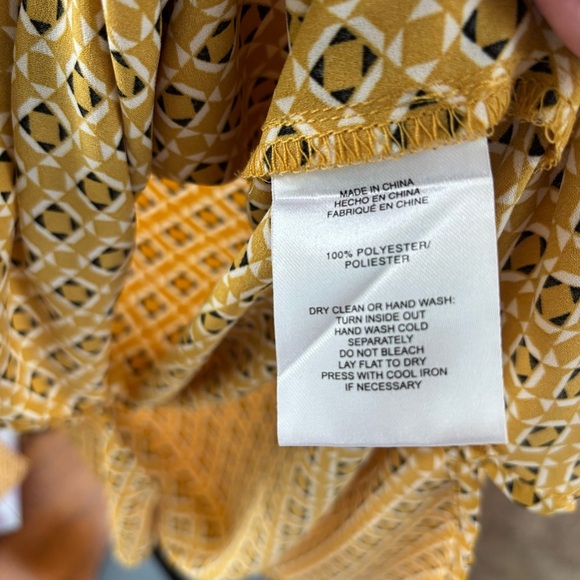 MADE IN CHINA
HECHO EN CHINA
FABRIQUÉ EN CHINE
100% POLYESTER/
POLIESTER
DRY CLEAN OR HAND WASH:
TURN INSIDE OUT
HAND WASH COLD
SEPARATELY
DO NOT BLEACH
LAY FLAT TO DRY
PRESS WITH COOL IRON
IF NECESSARY